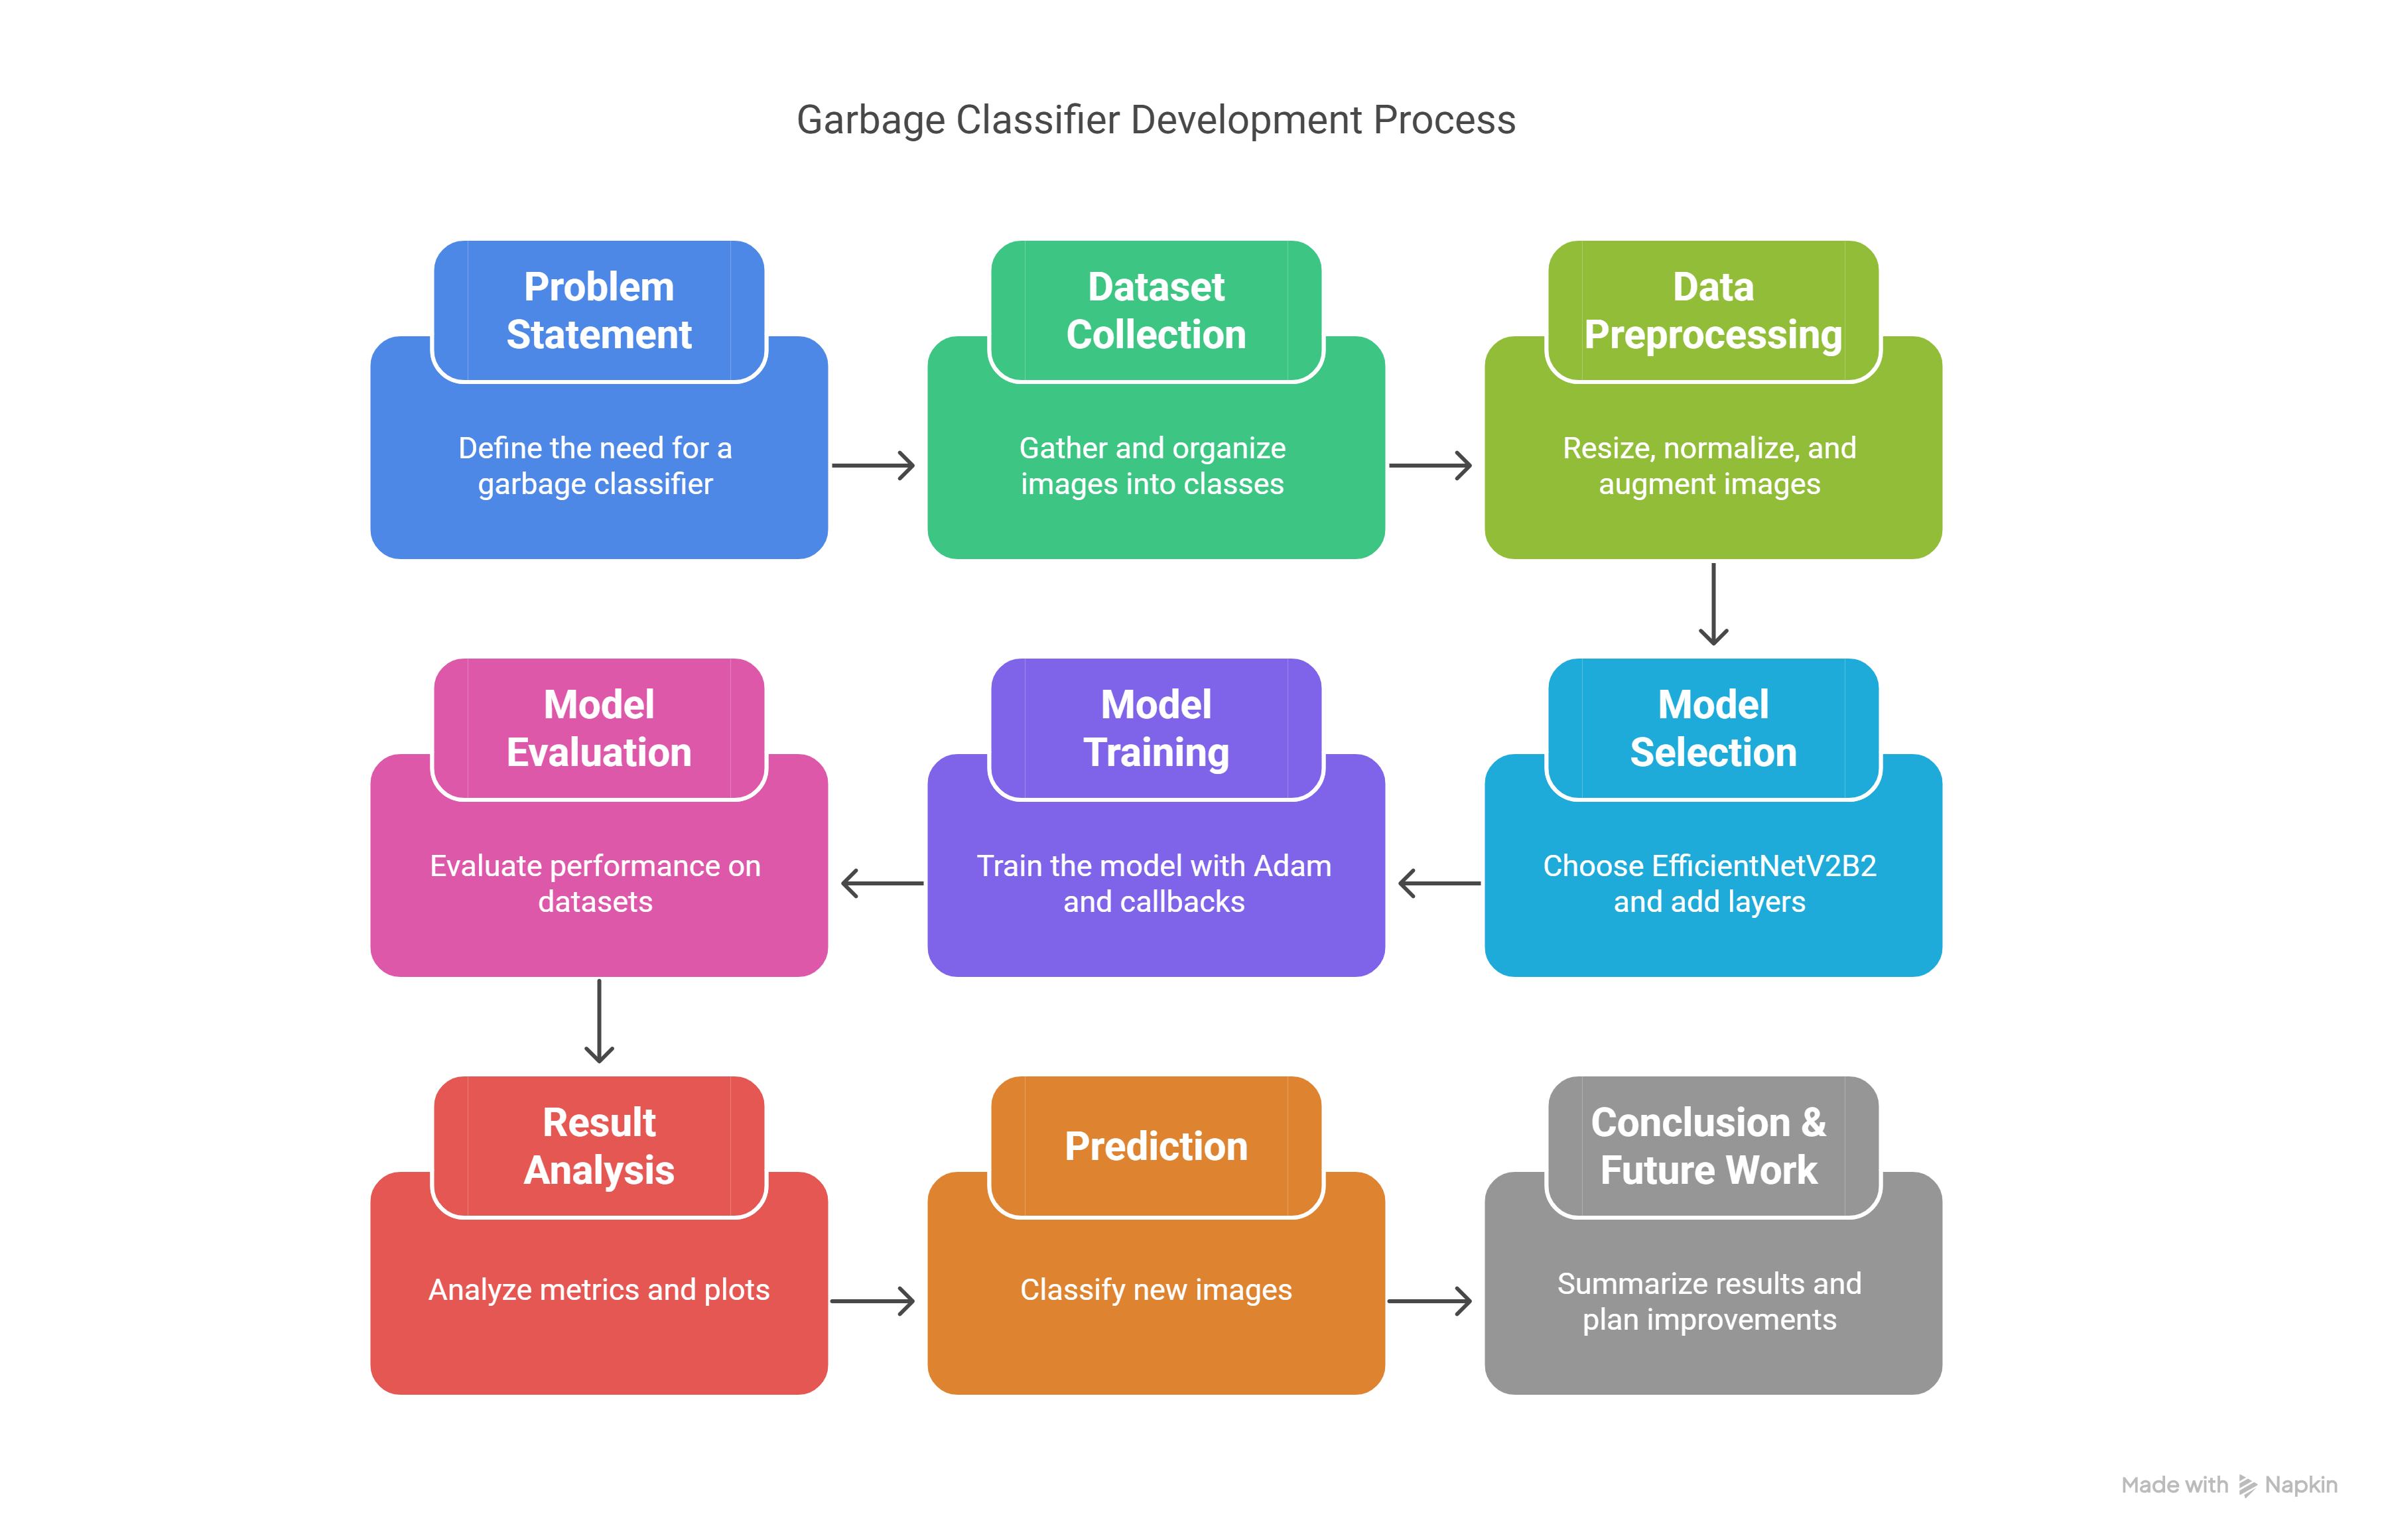 Garbage Classifier Development Process
Problem
Statement
Define the need for a
garbage classifier
Dataset
Collection
Gather and organize
images into classes
Data
Preprocessing
Resize, normalize, and
augment images
Model
Selection
Choose EfficientNetV2B2
and add layers
Model
Training
Train the model with Adam
and callbacks
Model
Evaluation
Evaluate performance on
datasets
Result
Analysis
Analyze metrics and plots
Prediction
Classify new images
Conclusion &
Future Work
Summarize results and
plan improvements
Made with Napkin